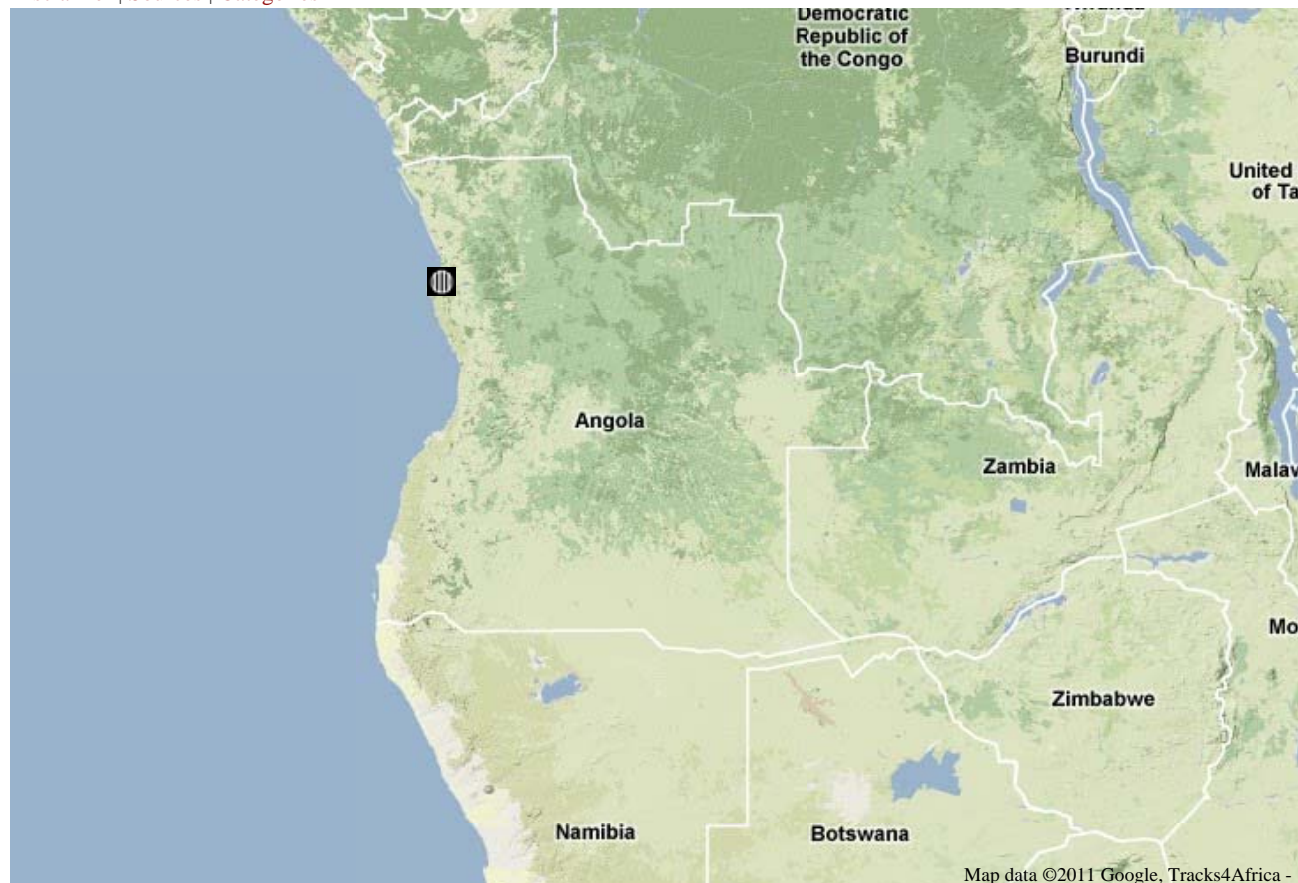 Democratic
Republic of
the Congo
Burundi
United
of Ta
Angola
Zambia
Malav
Mo
Zimbabwe
Namibia
Botswana
Map data ©2011 Google, Tracks4Africa -